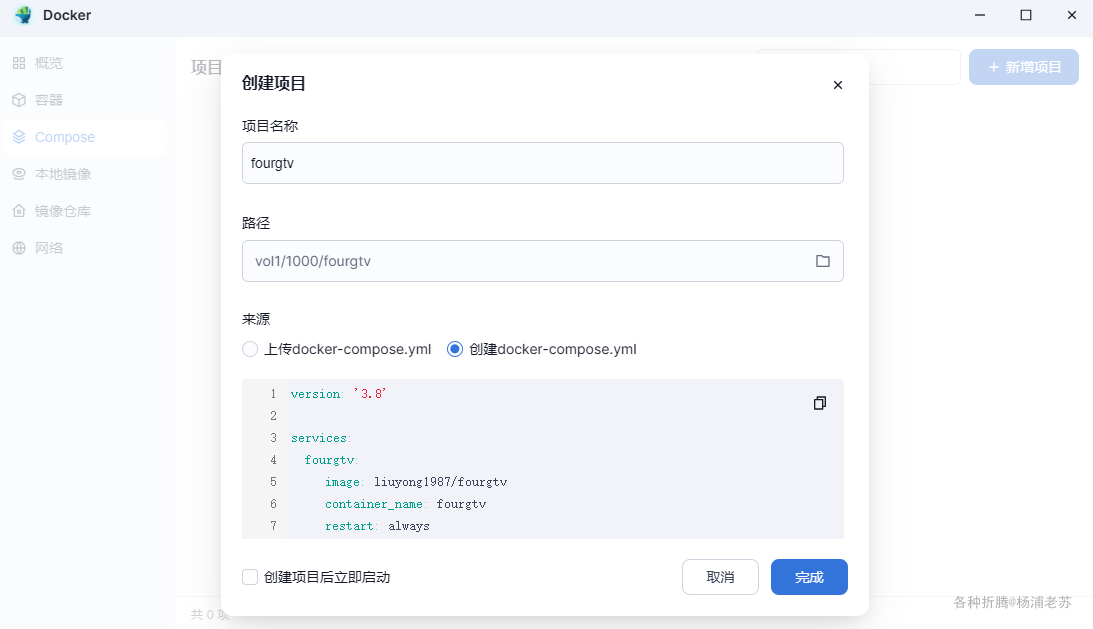 Docker
概览
容器
Compose
本地镜像
镜像仓库
网络
项目
+ 新增项目
创建项目
项目名称
fourgtv
路径
vol1/1000/fourgtv
来源
上传docker-compose.yml
创建docker-compose.yml
1 version: '3.8'
2
3 services:
4 fourgtv:
5 image: liuyong1987/fourgtv
6 container_name: fourgtv
7 restart: always
创建项目后立即启动
取消
完成
共 0 项
各种折腾@杨浦老苏